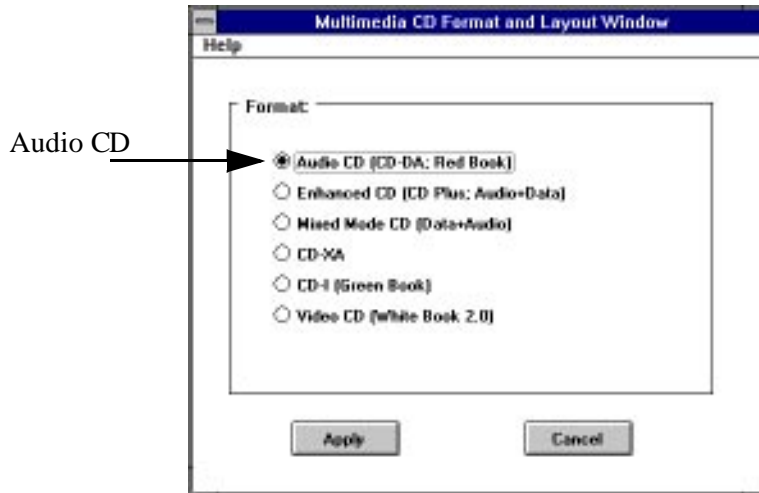 Multimedia CD Format and Layout Window
Help
Format:
Audio CD
Audio CD (CD-DA; Red Book)
Enhanced CD (CD Plus; Audio+Data)
Mixed Mode CD (Data+Audio)
CD-XA
CD-I (Green Book)
Video CD (White Book 2.0)
Apply
Cancel